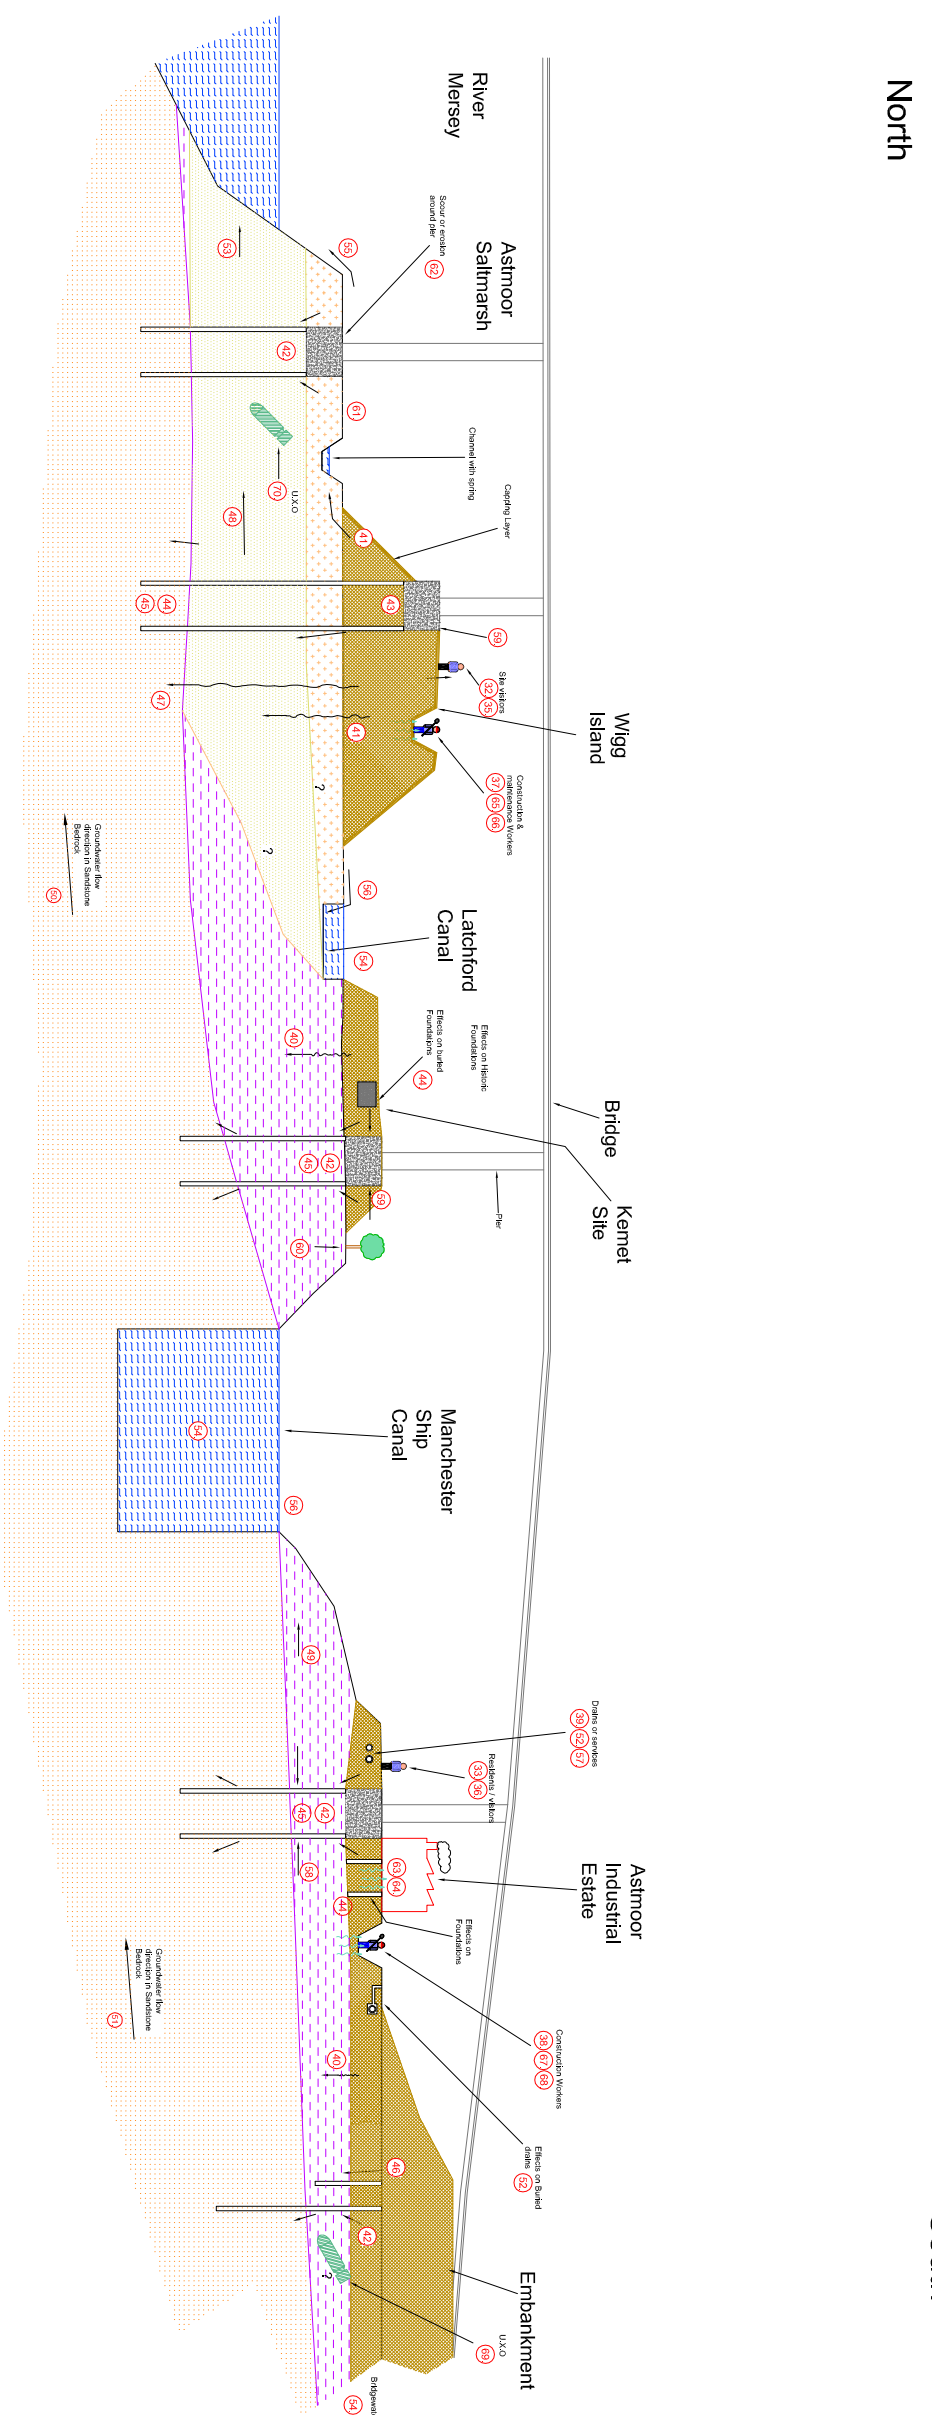 North
River
Mersey
Scour or erosion
around pier
62
Astmoor
Saltmarsh
53
55
42
61
Channel with spring
Capping Layer
U.X.O
70
48
41
43
44
45
59
Site visitors
32
35
47
41
Wigg
Island
Construction &
maintenance Workers
37
65
66
?
?
Groundwater flow
direction in Sandstone
Bedrock
50
56
Latchford
Canal
54
40
Effects on buried
Foundations
44
Effects on Historic
Foundations
Bridge
Kemet
Site
42
45
59
Pier
60
Manchester
Ship
Canal
54
56
49
Drains or services
39
52
57
Residents / visitors
33
36
42
45
58
63
64
44
Astmoor
Industrial
Estate
Effects on
Foundations
Construction Workers
38
67
68
Groundwater flow
direction in Sandstone
Bedrock
51
40
Effects on Buried
drains
52
46
42
?
Embankment
U.X.O
69
54